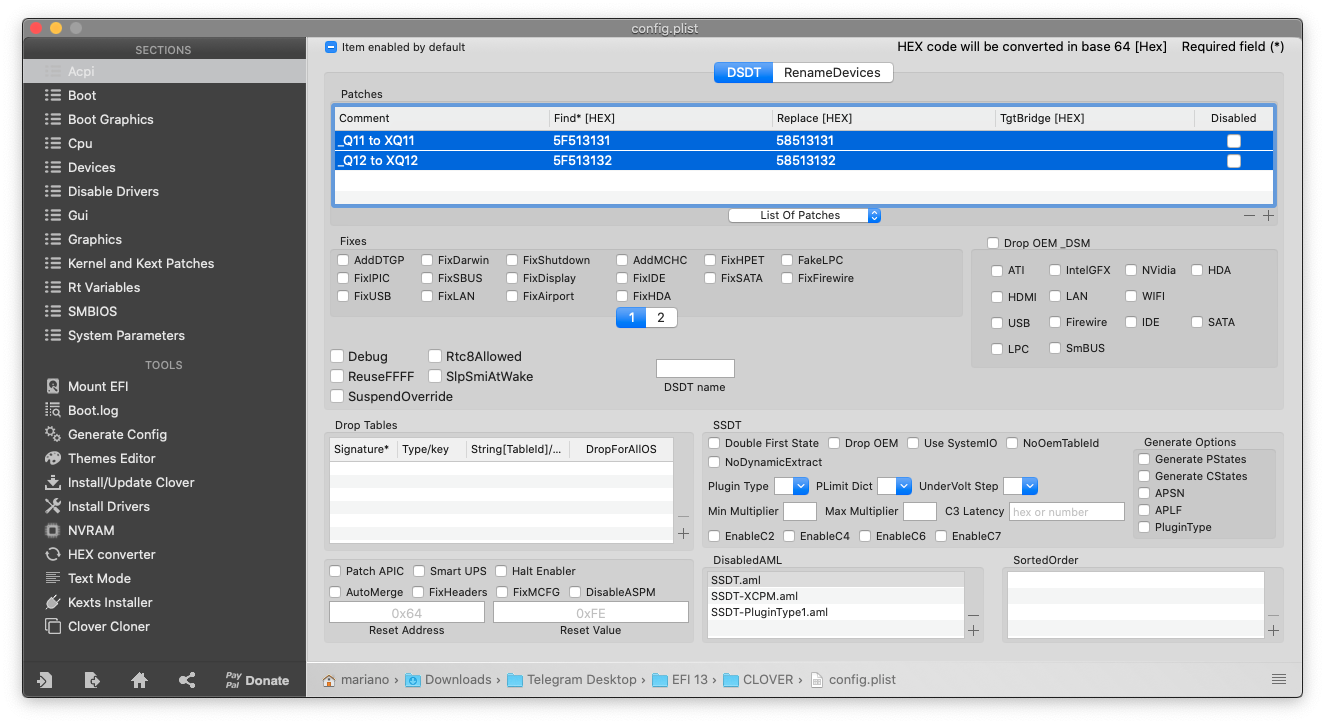 config.plist
SECTIONS
Acpi
Boot
Boot Graphics
Cpu
Devices
Disable Drivers
Gui
Graphics
Kernel and Kext Patches
Rt Variables
SMBIOS
System Parameters
TOOLS
Mount EFI
Boot.log
Generate Config
Themes Editor
Install/Update Clover
Install Drivers
NVRAM
HEX converter
Text Mode
Kexts Installer
Clover Cloner
Pay Pal Donate
Item enabled by default
HEX code will be converted in base 64 [Hex] Required field (*)
DSDT RenameDevices
Patches
Comment Find* [HEX] Replace [HEX] TgtBridge [HEX] Disabled
_Q11 to XQ11 5F513131 58513131
_Q12 to XQ12 5F513132 58513132
List Of Patches
Fixes
AddDTGP FixDarwin FixShutdown AddMCHC FixHPET FakeLPC
FixIPIC FixSBUS FixDisplay FixIDE FixSATA FixFirewire
FixUSB FixLAN FixAirport FixHDA
1 2
Drop OEM _DSM
ATI IntelGFX NVidia HDA
HDMI LAN WIFI
USB Firewire IDE SATA
LPC SmBUS
Debug Rtc8Allowed
ReuseFFFF SlpSmiAtWake
SuspendOverride
DSDT name
Drop Tables
Signature* Type/key String[TableId]/... DropForAllOS
SSDT
Double First State Drop OEM Use SystemIO NoOemTableId
NoDynamicExtract
Plugin Type PLimit Dict UnderVolt Step
Min Multiplier Max Multiplier C3 Latency hex or number
EnableC2 EnableC4 EnableC6 EnableC7
Generate Options
Generate PStates
Generate CStates
APSN
APLF
PluginType
Patch APIC Smart UPS Halt Enabler
AutoMerge FixHeaders FixMCFG DisableASPM
0x64 0xFE
Reset Address Reset Value
DisabledAML
SSDT.aml
SSDT-XCPM.aml
SSDT-PluginType1.aml
SortedOrder
mariano › Downloads › Telegram Desktop › EFI 13 › CLOVER › config.plist